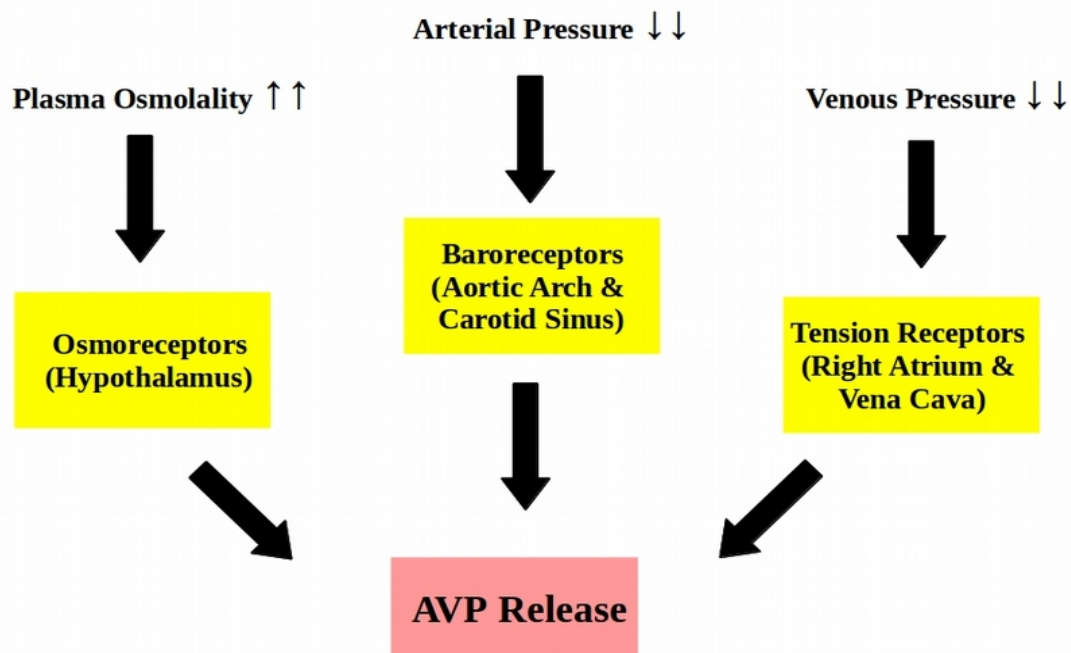 Arterial Pressure ↓↓
Plasma Osmolality ↑↑
Venous Pressure ↓↓
Baroreceptors
(Aortic Arch &
Carotid Sinus)
Osmoreceptors
(Hypothalamus)
Tension Receptors
(Right Atrium &
Vena Cava)
AVP Release